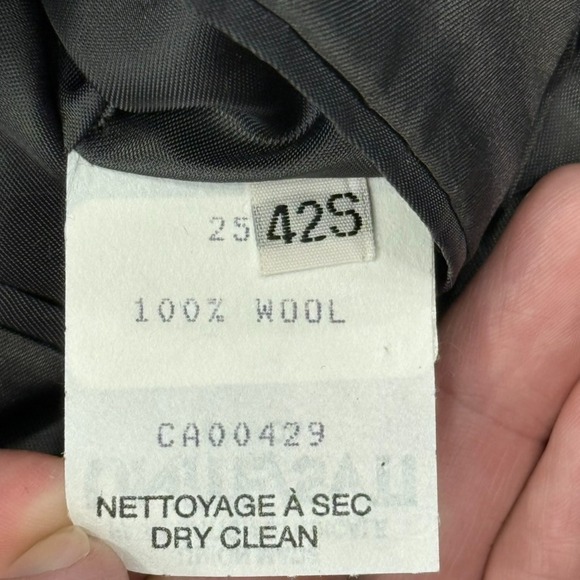 25 42S
100% WOOL
CA00429
NETTOYAGE À SEC
DRY CLEAN